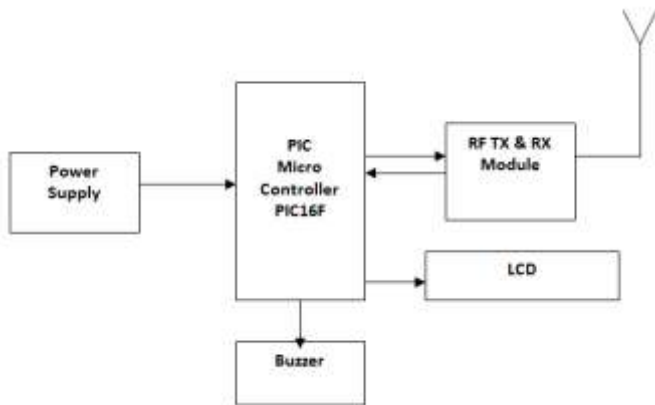 Power
Supply
PIC
Micro
Controller
PIC16F
RF TX & RX
Module
LCD
Buzzer